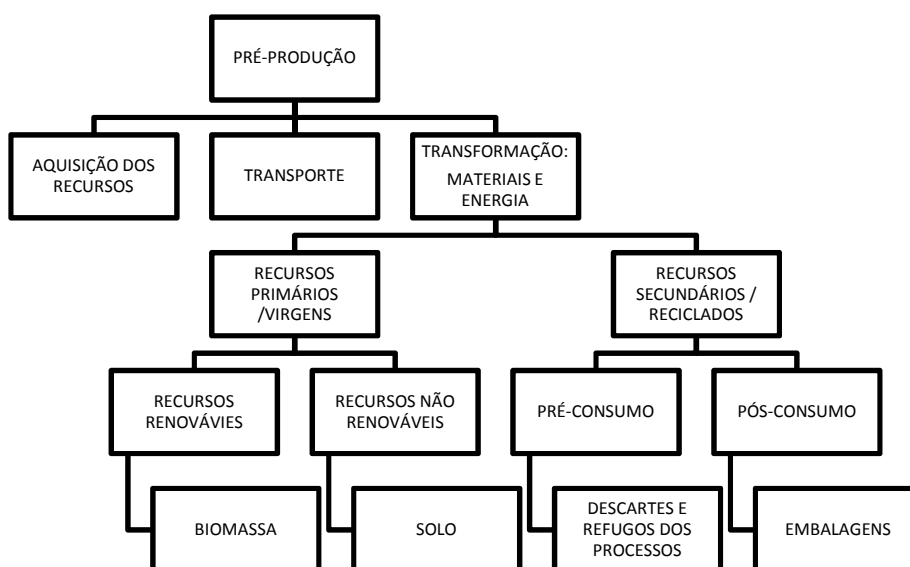 PRÉ-PRODUÇÃO
AQUISIÇÃO DOS
RECURSOS
TRANSPORTE
TRANSFORMAÇÃO:
MATERIAIS E
ENERGIA
RECURSOS
PRIMÁRIOS
/VIRGENS
RECURSOS
SECUNDÁRIOS /
RECICLADOS
RECURSOS
RENOVÁVIES
RECURSOS NÃO
RENOVÁVEIS
PRÉ-CONSUMO
PÓS-CONSUMO
BIOMASSA
SOLO
DESCARTES E
REFUGOS DOS
PROCESSOS
EMBALAGENS